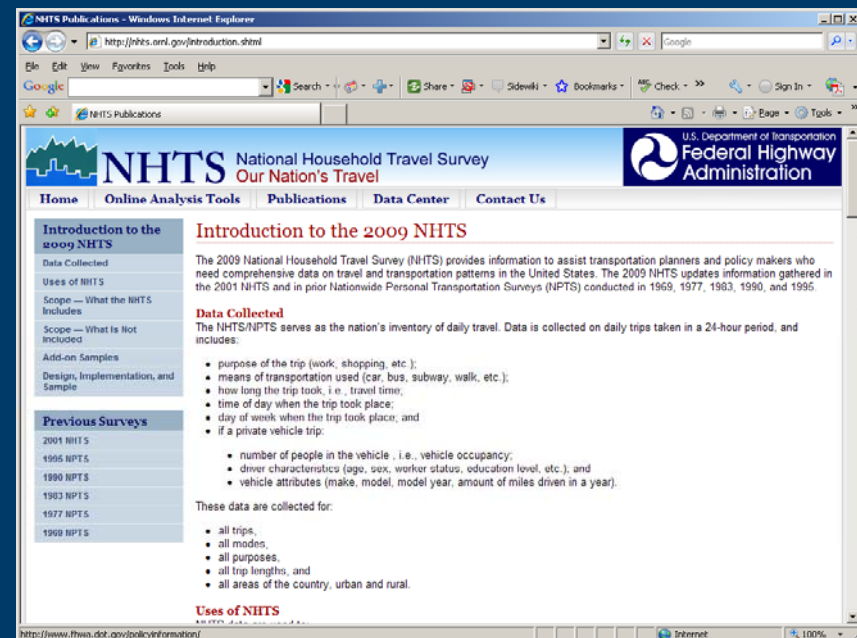 NHTS Publications - Windows Internet Explorer
http://nhts.ornl.gov/introduction.shtml
Google
File Edit View Favorites Tools Help
Google Search Share Sidewiki Bookmarks Check Sign In
NHTS Publications
Page Tools
NHTS National Household Travel Survey
Our Nation's Travel
U.S. Department of Transportation
Federal Highway
Administration
Home Online Analysis Tools Publications Data Center Contact Us
Introduction to the
2009 NHTS
Data Collected
Uses of NHTS
Scope — What the NHTS
Includes
Scope — What Is Not
Included
Add-on Samples
Design, Implementation, and
Sample
Previous Surveys
2001 NHTS
1995 NPTS
1990 NPTS
1983 NPTS
1977 NPTS
1969 NPTS
Introduction to the 2009 NHTS
The 2009 National Household Travel Survey (NHTS) provides information to assist transportation planners and policy makers who
need comprehensive data on travel and transportation patterns in the United States. The 2009 NHTS updates information gathered in
the 2001 NHTS and in prior Nationwide Personal Transportation Surveys (NPTS) conducted in 1969, 1977, 1983, 1990, and 1995.
Data Collected
The NHTS/NPTS serves as the nation's inventory of daily travel. Data is collected on daily trips taken in a 24-hour period, and
includes:
• purpose of the trip (work, shopping, etc.);
• means of transportation used (car, bus, subway, walk, etc.);
• how long the trip took, i.e., travel time;
• time of day when the trip took place;
• day of week when the trip took place; and
• if a private vehicle trip:
• number of people in the vehicle , i.e., vehicle occupancy;
• driver characteristics (age, sex, worker status, education level, etc.); and
• vehicle attributes (make, model, model year, amount of miles driven in a year).
These data are collected for:
• all trips,
• all modes,
• all purposes,
• all trip lengths, and
• all areas of the country, urban and rural.
Uses of NHTS
http://www.fhwa.dot.gov/policyinformation/
Internet
100%